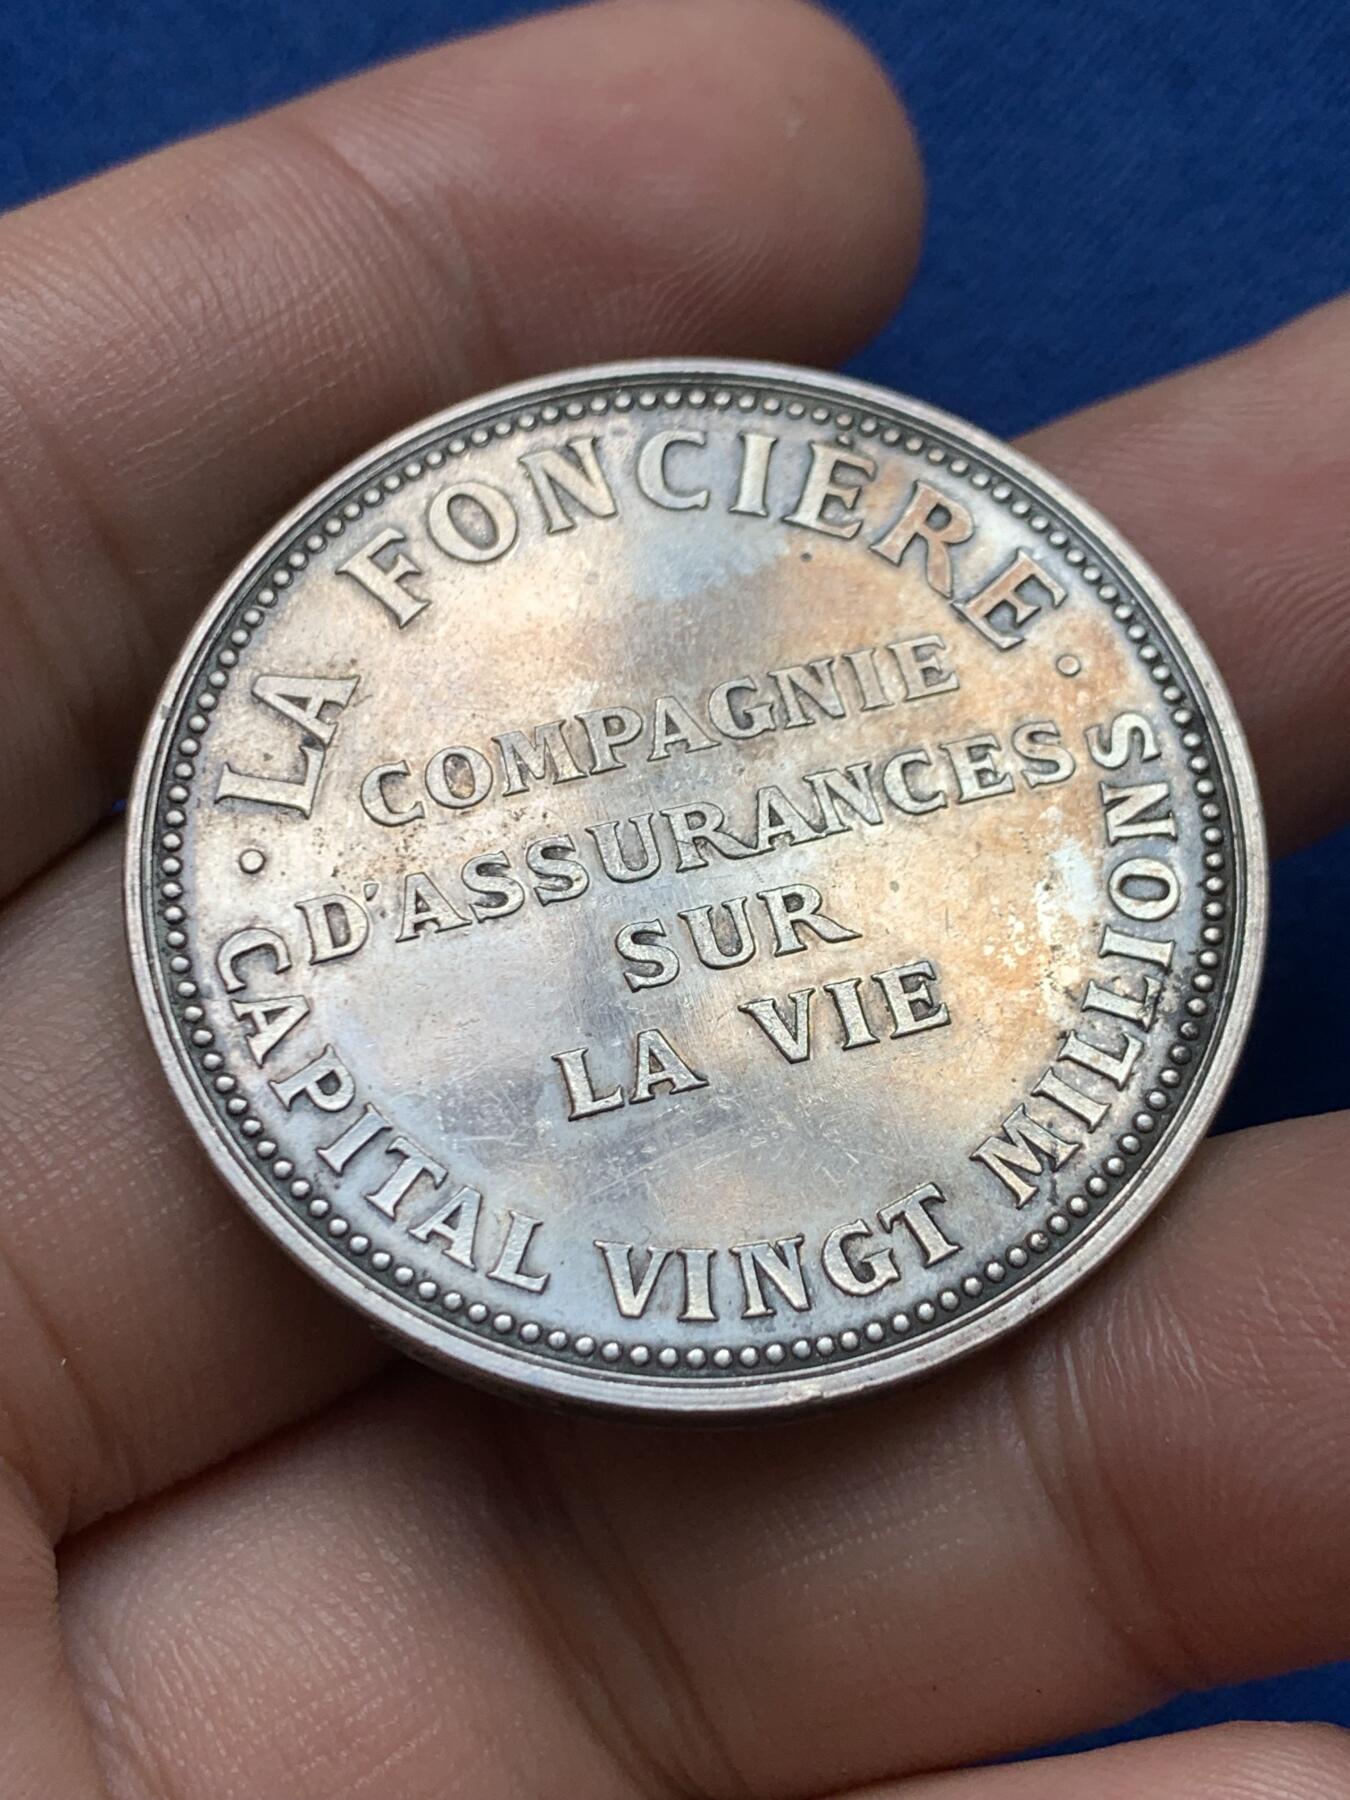 · LA FONCIÈRE ·
COMPAGNIE
D'ASSURANCES
SUR
LA VIE
CAPITAL VINGT MILLIONS